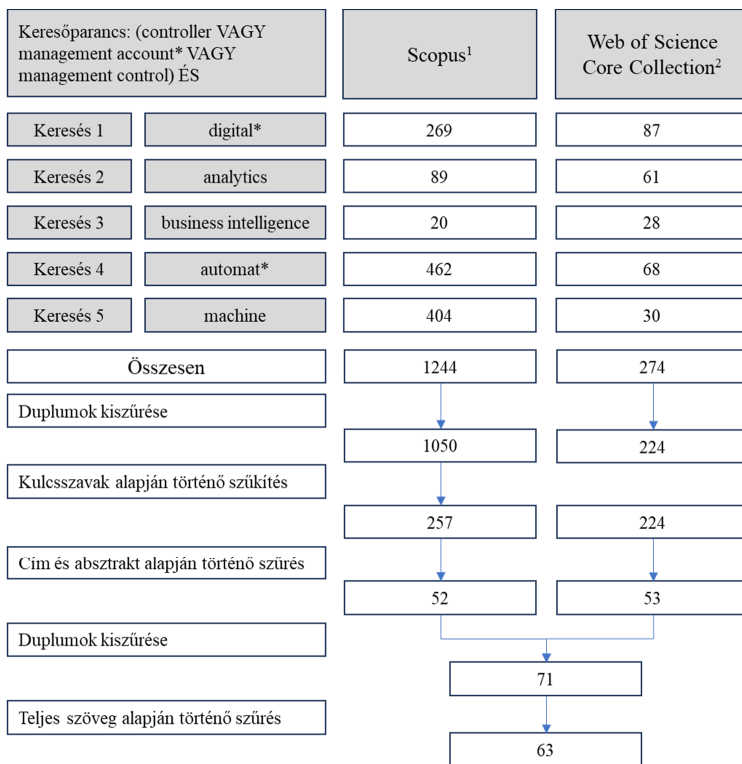 Keresőparancs: (controller VAGY
management account* VAGY
management control) ÉS
Scopus1
Web of Science
Core Collection2
Keresés 1
digital*
269
87
Keresés 2
analytics
89
61
Keresés 3
business intelligence
20
28
Keresés 4
automat*
462
68
Keresés 5
machine
404
30
Összesen
1244
274
Duplumok kiszűrése
1050
224
Kulcsszavak alapján történő szűkítés
257
224
Cím és absztrakt alapján történő szűrés
52
53
Duplumok kiszűrése
71
Teljes szöveg alapján történő szűrés
63